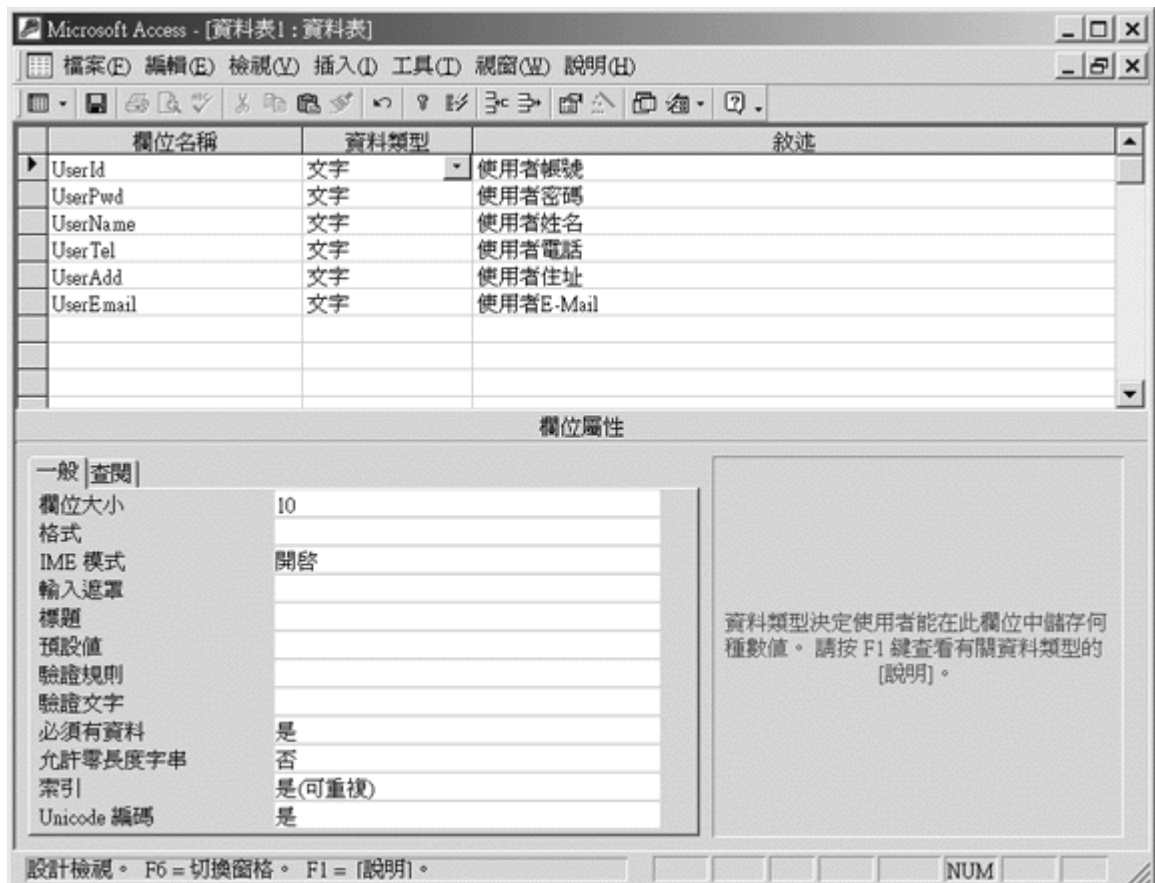 Microsoft Access - [資料表1 : 資料表]
檔案(F) 編輯(E) 檢視(V) 插入(I) 工具(T) 視窗(W) 說明(H)
欄位名稱 資料類型 敘述
UserId 文字 使用者帳號
UserPwd 文字 使用者密碼
UserName 文字 使用者姓名
UserTel 文字 使用者電話
UserAdd 文字 使用者住址
UserEmail 文字 使用者E-Mail
欄位屬性
一般 查閱
欄位大小 10
格式
IME 模式 開啓
輸入遮罩
標題
預設值
驗證規則
驗證文字
必須有資料 是
允許零長度字串 否
索引 是(可重複)
Unicode 編碼 是
資料類型決定使用者能在此欄位中儲存何
種數值。 請按 F1 鍵查看有關資料類型的
[說明]。
設計檢視。 F6 = 切換窗格。 F1 = [說明]。 NUM